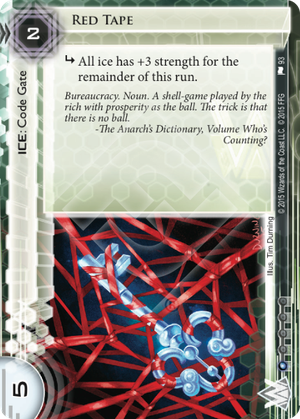 RED TAPE
2
ICE: Code Gate
↳ All ice has +3 strength for the
remainder of this run.
Bureaucracy. Noun. A shell-game played by the
rich with prosperity as the ball. The trick is that
there is no ball.
-The Anarch's Dictionary, Volume Who's
Counting?
93
© 2015 Wizards of the Coast LLC. © 2015 FFG
Illus. Tim Durning
5